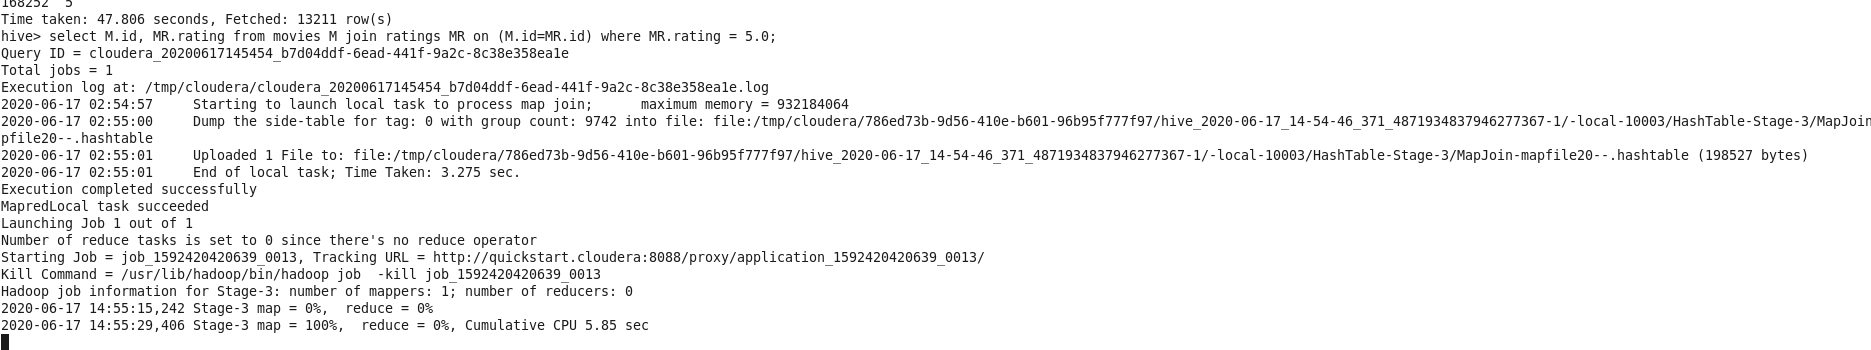 168252  5
Time taken: 47.806 seconds, Fetched: 13211 row(s)
hive> select M.id, MR.rating from movies M join ratings MR on (M.id=MR.id) where MR.rating = 5.0;
Query ID = cloudera_20200617145454_b7d04ddf-6ead-441f-9a2c-8c38e358ea1e
Total jobs = 1
Execution log at: /tmp/cloudera/cloudera_20200617145454_b7d04ddf-6ead-441f-9a2c-8c38e358ea1e.log
2020-06-17 02:54:57     Starting to launch local task to process map join;      maximum memory = 932184064
2020-06-17 02:55:00     Dump the side-table for tag: 0 with group count: 9742 into file: file:/tmp/cloudera/786ed73b-9d56-410e-b601-96b95f777f97/hive_2020-06-17_14-54-46_371_4871934837946277367-1/-local-10003/HashTable-Stage-3/MapJoin
pfile20--.hashtable
2020-06-17 02:55:01     Uploaded 1 File to: file:/tmp/cloudera/786ed73b-9d56-410e-b601-96b95f777f97/hive_2020-06-17_14-54-46_371_4871934837946277367-1/-local-10003/HashTable-Stage-3/MapJoin-mapfile20--.hashtable (198527 bytes)
2020-06-17 02:55:01     End of local task; Time Taken: 3.275 sec.
Execution completed successfully
MapredLocal task succeeded
Launching Job 1 out of 1
Number of reduce tasks is set to 0 since there's no reduce operator
Starting Job = job_1592420420639_0013, Tracking URL = http://quickstart.cloudera:8088/proxy/application_1592420420639_0013/
Kill Command = /usr/lib/hadoop/bin/hadoop job  -kill job_1592420420639_0013
Hadoop job information for Stage-3: number of mappers: 1; number of reducers: 0
2020-06-17 14:55:15,242 Stage-3 map = 0%,  reduce = 0%
2020-06-17 14:55:29,406 Stage-3 map = 100%,  reduce = 0%, Cumulative CPU 5.85 sec